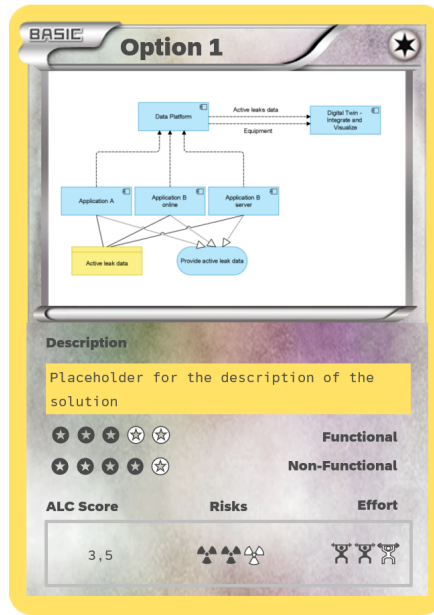 BASIC
Option 1
Data Platform
Active leaks data
Equipment
Digital Twin -
Integrate and
Visualize
Application A
Application B
online
Application B
server
Active leak data
Provide active leak data
Description
Placeholder for the description of the
solution
Functional
Non-Functional
ALC Score
Risks
Effort
3,5